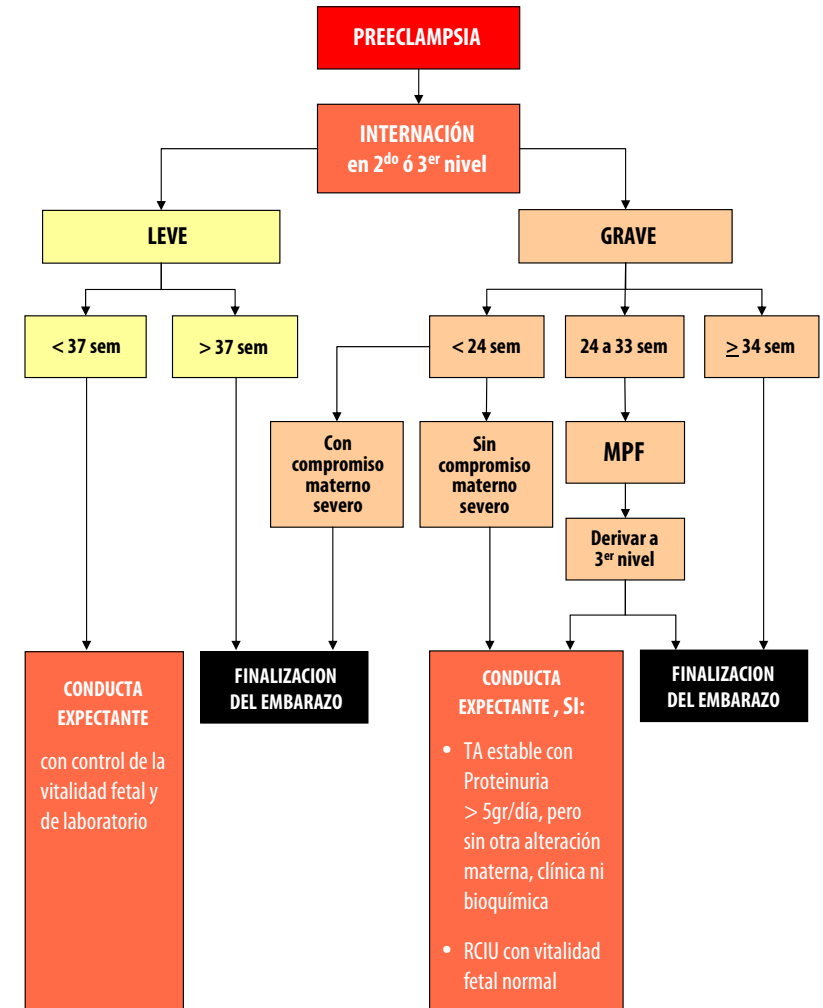 PREECLAMPSIA
INTERNACIÓN
en 2do ó 3er nivel
LEVE
GRAVE
< 37 sem
> 37 sem
< 24 sem
24 a 33 sem
≥ 34 sem
Con
compromiso
materno
severo
Sin
compromiso
materno
severo
MPF
Derivar a
3er nivel
CONDUCTA
EXPECTANTE
con control de la
vitalidad fetal y
de laboratorio
FINALIZACION
DEL EMBARAZO
CONDUCTA
EXPECTANTE , SI:
• TA estable con
Proteinuria
> 5gr/día, pero
sin otra alteración
materna, clínica ni
bioquímica
• RCIU con vitalidad
fetal normal
FINALIZACION
DEL EMBARAZO